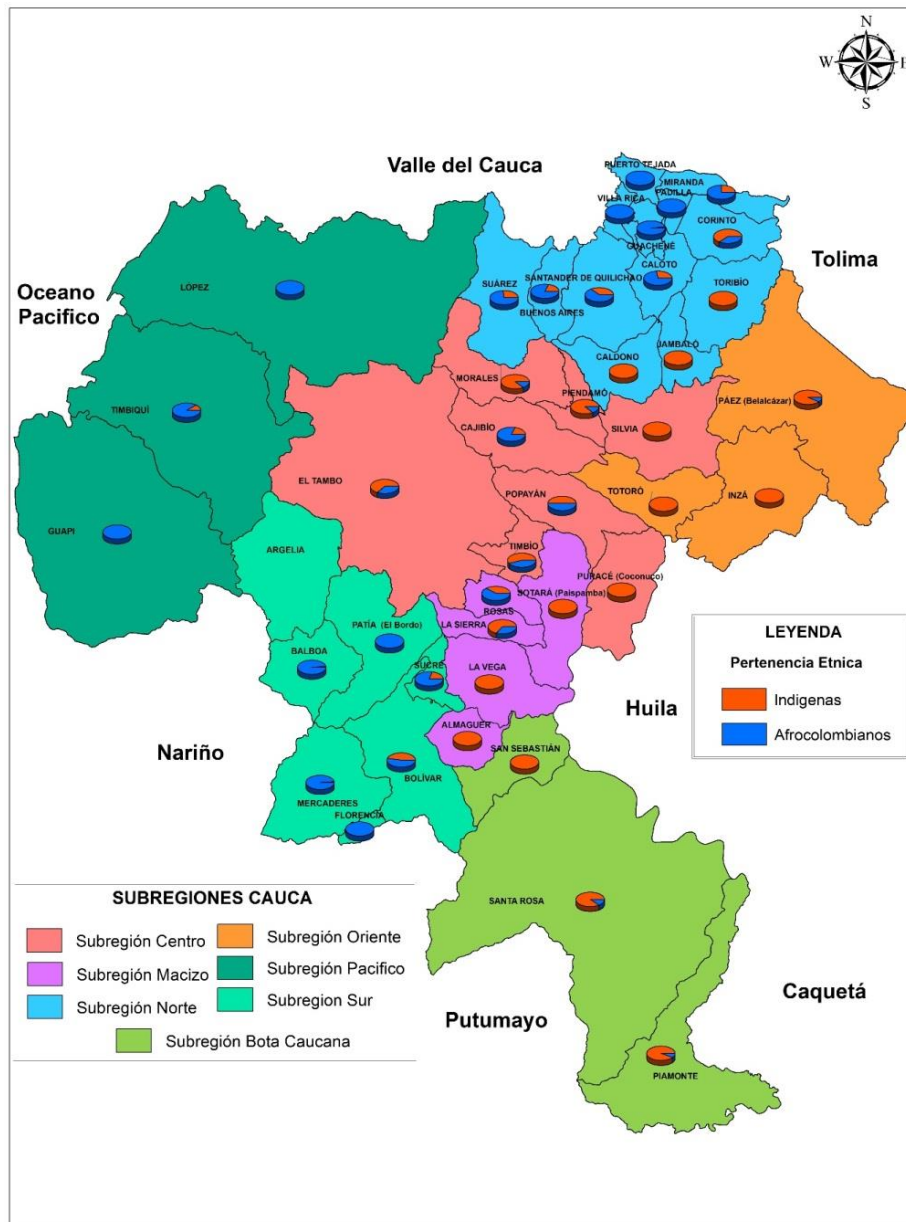 N
W
E
S
Valle del Cauca
PUERTO TEJADA
MIRANDA
PADILLA
VILLA RICA
CORINTO
GUACHENÉ
Tolima
CALOTO
LÓPEZ
SUÁREZ
SANTANDER DE QUILICHAO
TORIBÍO
Oceano
Pacifico
BUENOS AIRES
JAMBALÓ
CALDONO
MORALES
PIENDAMÓ
PÁEZ (Belalcázar)
TIMBIQUÍ
CAJIBÍO
SILVIA
EL TAMBO
POPAYÁN
TOTORÓ
INZÁ
GUAPI
ARGELIA
TIMBÍO
PURACÉ (Coconuco)
SOTARÁ (Paispamba)
ROSAS
PATÍA (El Bordo)
LA SIERRA
BALBOA
SUCRE
LA VEGA
LEYENDA
Pertenencia Etnica
Indigenas
Afrocolombianos
Huila
ALMAGUER
Nariño
SAN SEBASTIÁN
BOLÍVAR
MERCADERES
FLORENCIA
SUBREGIONES CAUCA
Subregión Centro
Subregión Oriente
Subregión Macizo
Subregión Pacifico
Subregión Norte
Subregion Sur
Subregión Bota Caucana
SANTA ROSA
Caquetá
Putumayo
PIAMONTE